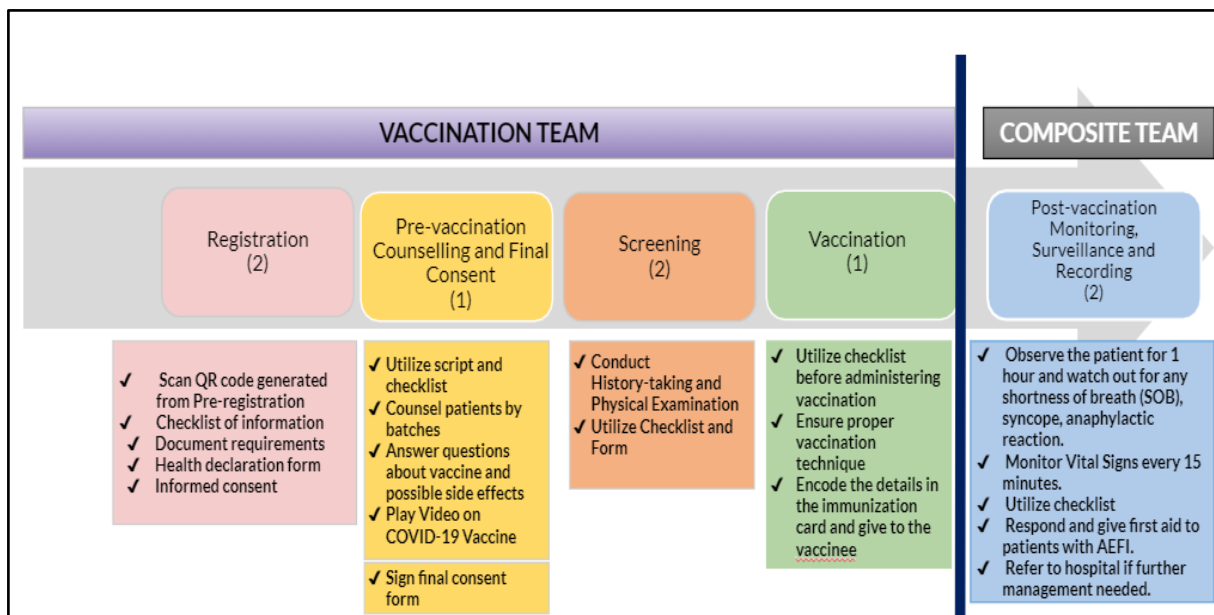 VACCINATION TEAM
COMPOSITE TEAM
Registration
(2)
Pre-vaccination
Counselling and Final
Consent
(1)
Screening
(2)
Vaccination
(1)
Post-vaccination
Monitoring,
Surveillance and
Recording
(2)
✔ Scan QR code generated
from Pre-registration
✔ Checklist of information
✔ Document requirements
✔ Health declaration form
✔ Informed consent
✔ Utilize script and
checklist
✔ Counsel patients by
batches
✔ Answer questions
about vaccine and
possible side effects
✔ Play Video on
COVID-19 Vaccine
✔ Sign final consent
form
✔ Conduct
History-taking and
Physical Examination
✔ Utilize Checklist and
Form
✔ Utilize checklist
before administering
vaccination
✔ Ensure proper
vaccination
technique
✔ Encode the details in
the immunization
card and give to the
vaccinee
✔ Observe the patient for 1
hour and watch out for any
shortness of breath (SOB),
syncope, anaphylactic
reaction.
✔ Monitor Vital Signs every 15
minutes.
✔ Utilize checklist
✔ Respond and give first aid to
patients with AEFI.
✔ Refer to hospital if further
management needed.